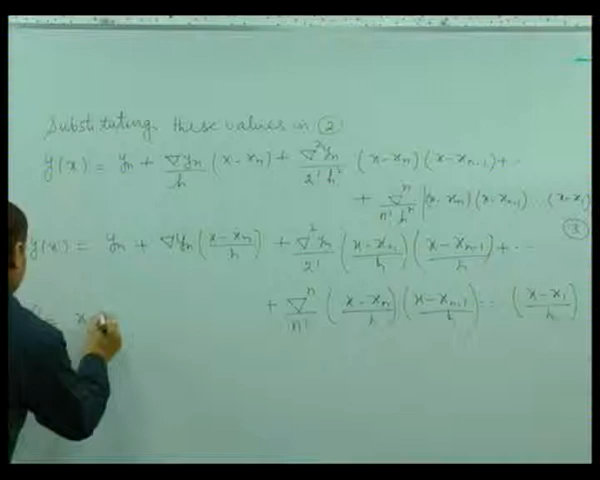 Substituting these values in ②
y(x) = yₙ + ∇yₙ/h (x-xₙ) + ∇²yₙ/2! h² (x-xₙ)(x-xₙ₋₁) + ..
+ ∇ⁿ/n! hⁿ (x-xₙ)(x-xₙ₋₁) .. (x-x₁)
③
y(x) = yₙ + ∇yₙ ((x-xₙ)/h) + ∇²yₙ/2! ((x-xₙ)/h) ((x-xₙ₋₁)/h) + ..
+ ∇ⁿ/n! ((x-xₙ)/h) ((x-xₙ₋₁)/h) .. ((x-x₁)/h)
= x